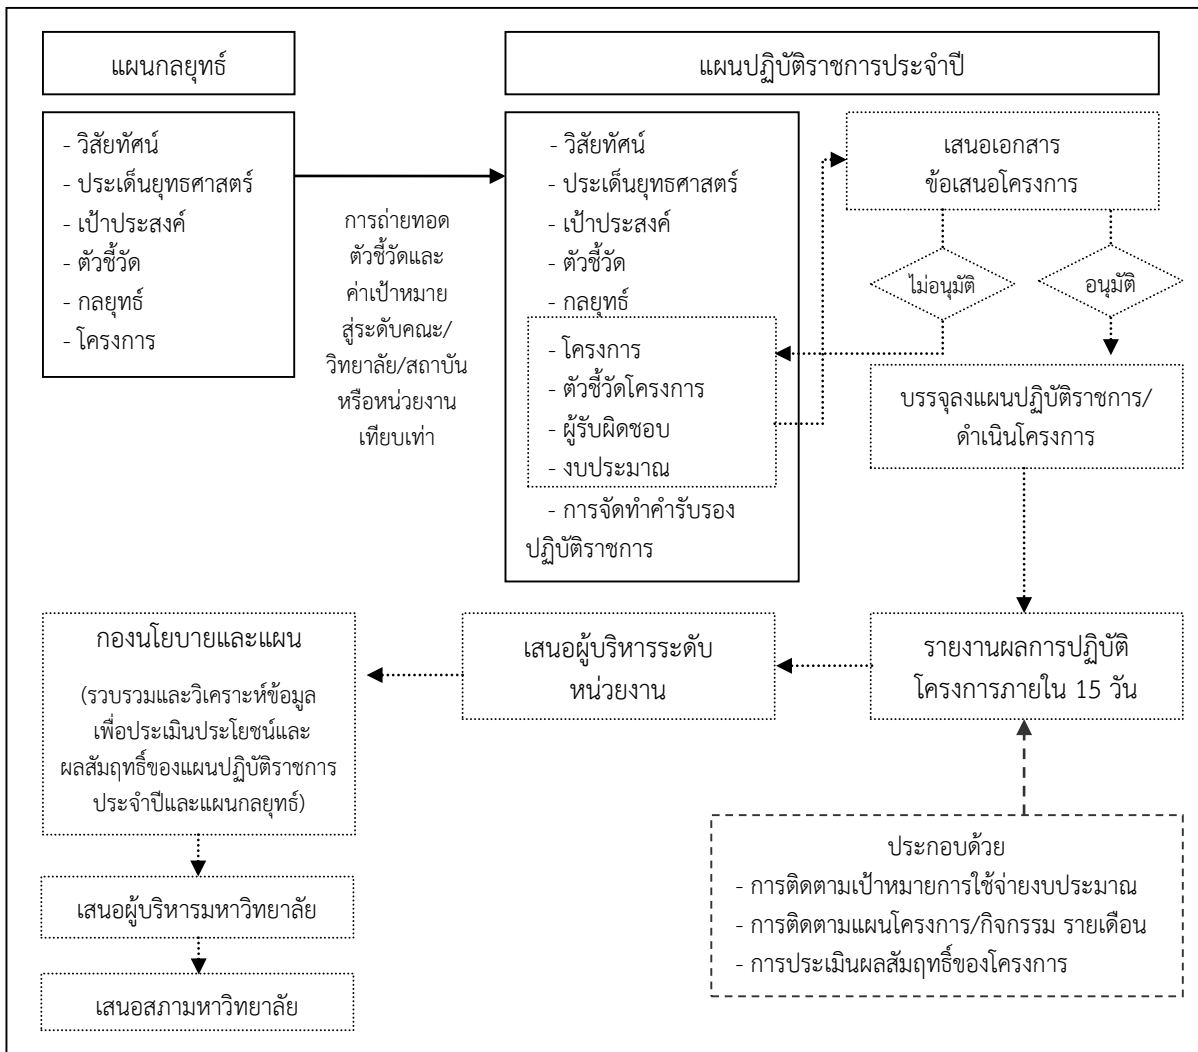 แผนกลยุทธ์
- วิสัยทัศน์
- ประเด็นยุทธศาสตร์
- เป้าประสงค์
- ตัวชี้วัด
- กลยุทธ์
- โครงการ
การถ่ายทอด
ตัวชี้วัดและ
ค่าเป้าหมาย
สู่ระดับคณะ/
วิทยาลัย/สถาบัน
หรือหน่วยงาน
เทียบเท่า
แผนปฏิบัติราชการประจำปี
- วิสัยทัศน์
- ประเด็นยุทธศาสตร์
- เป้าประสงค์
- ตัวชี้วัด
- กลยุทธ์
- โครงการ
- ตัวชี้วัดโครงการ
- ผู้รับผิดชอบ
- งบประมาณ
- การจัดทำคำรับรอง
ปฏิบัติราชการ
เสนอเอกสาร
ข้อเสนอโครงการ
ไม่อนุมัติ
อนุมัติ
บรรจุลงแผนปฏิบัติราชการ/
ดำเนินโครงการ
รายงานผลการปฏิบัติ
โครงการภายใน 15 วัน
ประกอบด้วย
- การติดตามเป้าหมายการใช้จ่ายงบประมาณ
- การติดตามแผนโครงการ/กิจกรรม รายเดือน
- การประเมินผลสัมฤทธิ์ของโครงการ
เสนอผู้บริหารระดับ
หน่วยงาน
กองนโยบายและแผน
(รวบรวมและวิเคราะห์ข้อมูล
เพื่อประเมินประโยชน์และ
ผลสัมฤทธิ์ของแผนปฏิบัติราชการ
ประจำปีและแผนกลยุทธ์)
เสนอผู้บริหารมหาวิทยาลัย
เสนอสภามหาวิทยาลัย